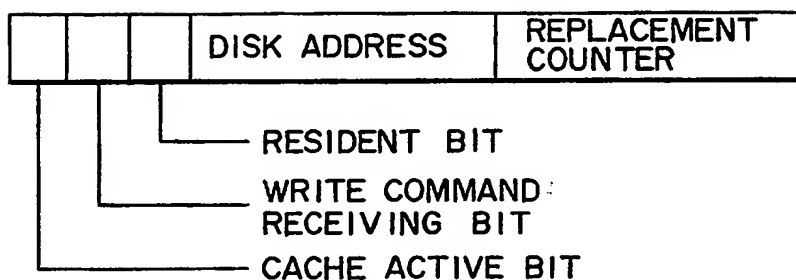 DISK ADDRESS
REPLACEMENT
COUNTER
RESIDENT BIT
WRITE COMMAND
RECEIVING BIT
CACHE ACTIVE BIT